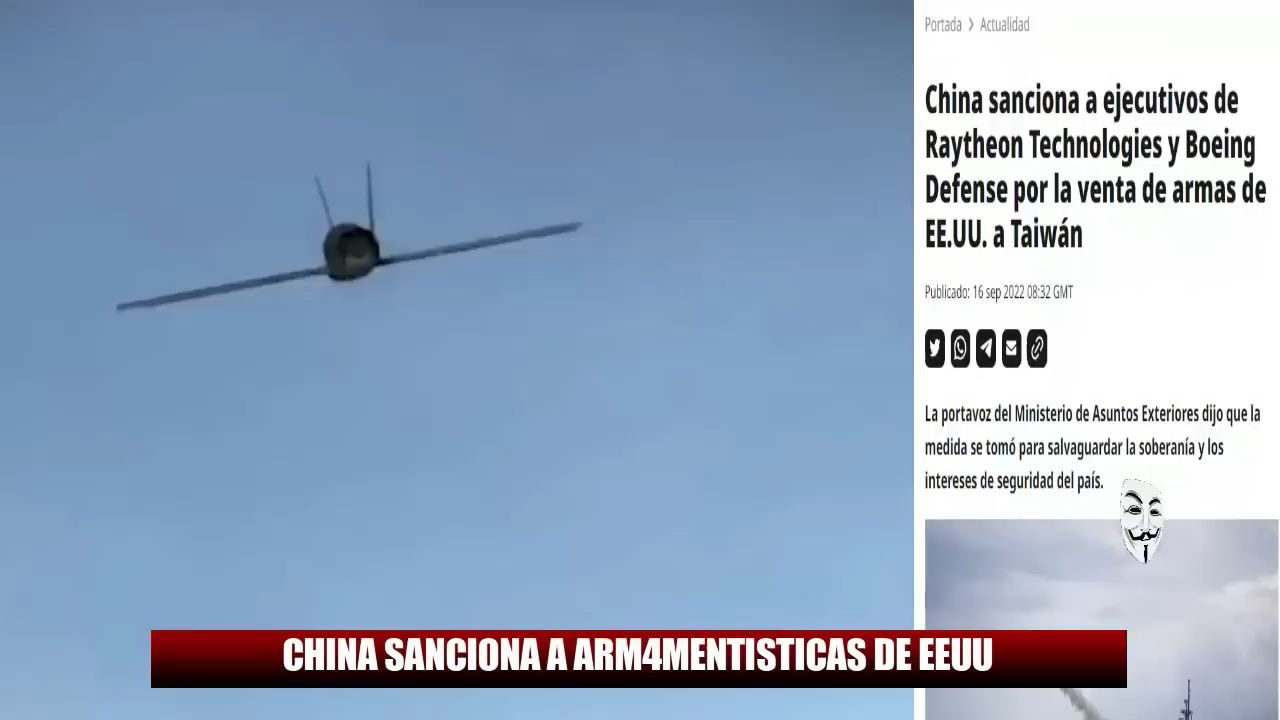 Portada > Actualidad
China sanciona a ejecutivos de
Raytheon Technologies y Boeing
Defense por la venta de armas de
EE.UU. a Taiwán
Publicado: 16 sep 2022 08:32 GMT
La portavoz del Ministerio de Asuntos Exteriores dijo que la
medida se tomó para salvaguardar la soberanía y los
intereses de seguridad del país.
CHINA SANCIONA A ARM4MENTISTICAS DE EEUU